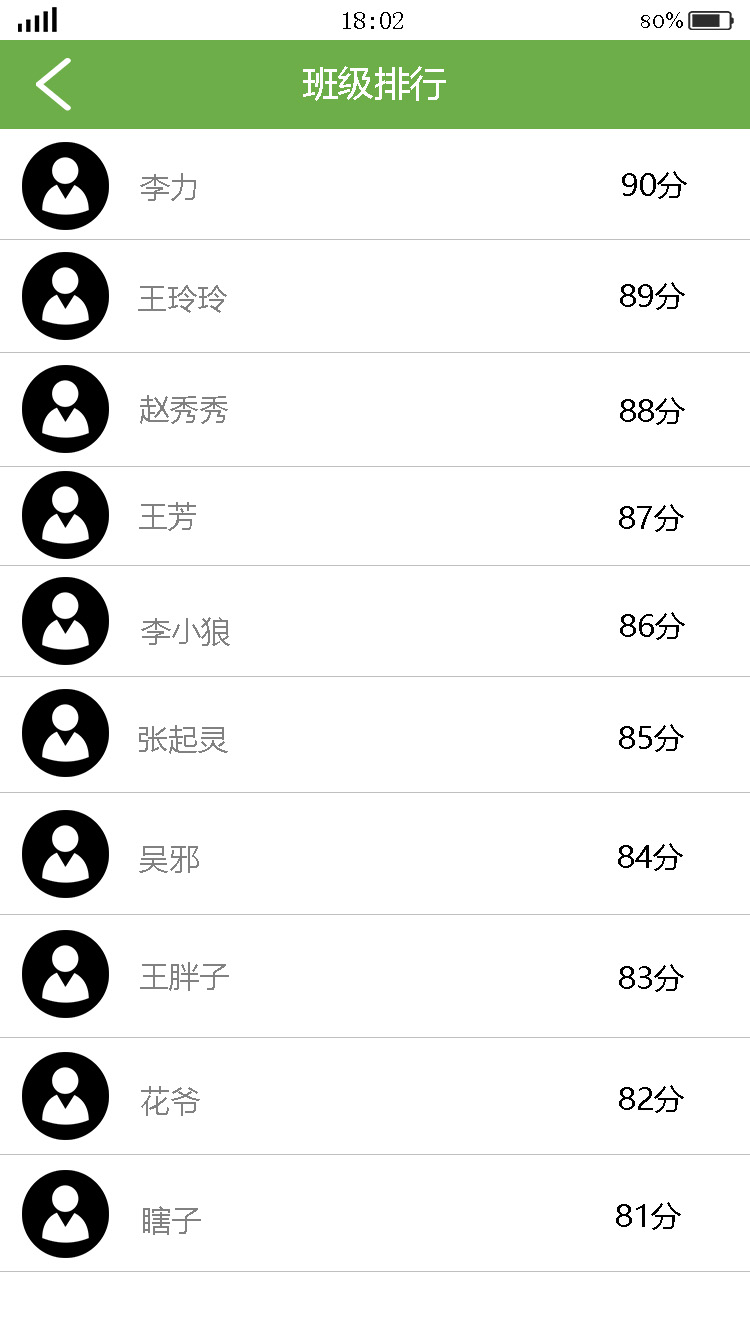 18:02 80%
班级排行
李力 90分
王玲玲 89分
赵秀秀 88分
王芳 87分
李小狼 86分
张起灵 85分
吴邪 84分
王胖子 83分
花爷 82分
瞎子 81分